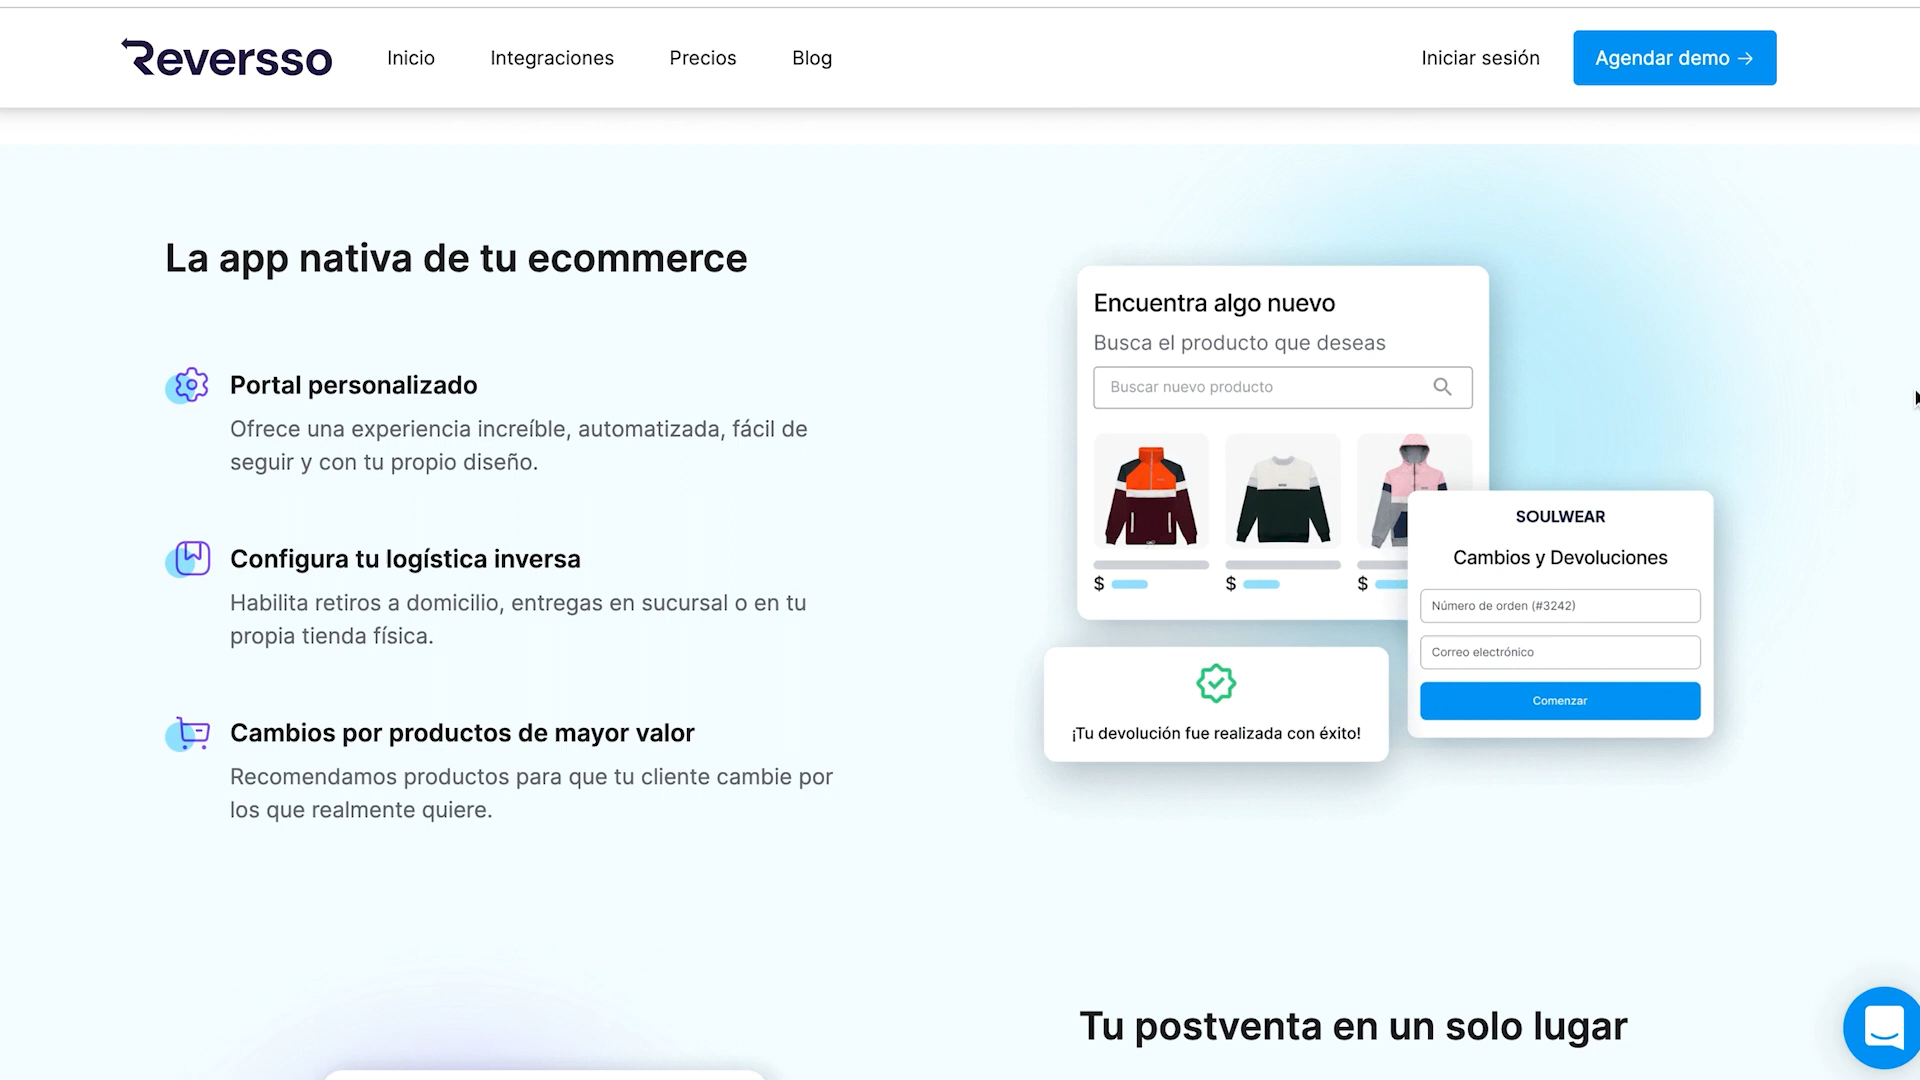 Reversso
Inicio
Integraciones
Precios
Blog
Iniciar sesión
Agendar demo →
La app nativa de tu ecommerce
Portal personalizado
Ofrece una experiencia increíble, automatizada, fácil de
seguir y con tu propio diseño.
Configura tu logística inversa
Habilita retiros a domicilio, entregas en sucursal o en tu
propia tienda física.
Cambios por productos de mayor valor
Recomendamos productos para que tu cliente cambie por
los que realmente quiere.
Encuentra algo nuevo
Busca el producto que deseas
Buscar nuevo producto
$
$
$
SOULWEAR
Cambios y Devoluciones
Número de orden (#3242)
Correo electrónico
Comenzar
¡Tu devolución fue realizada con éxito!
Tu postventa en un solo lugar